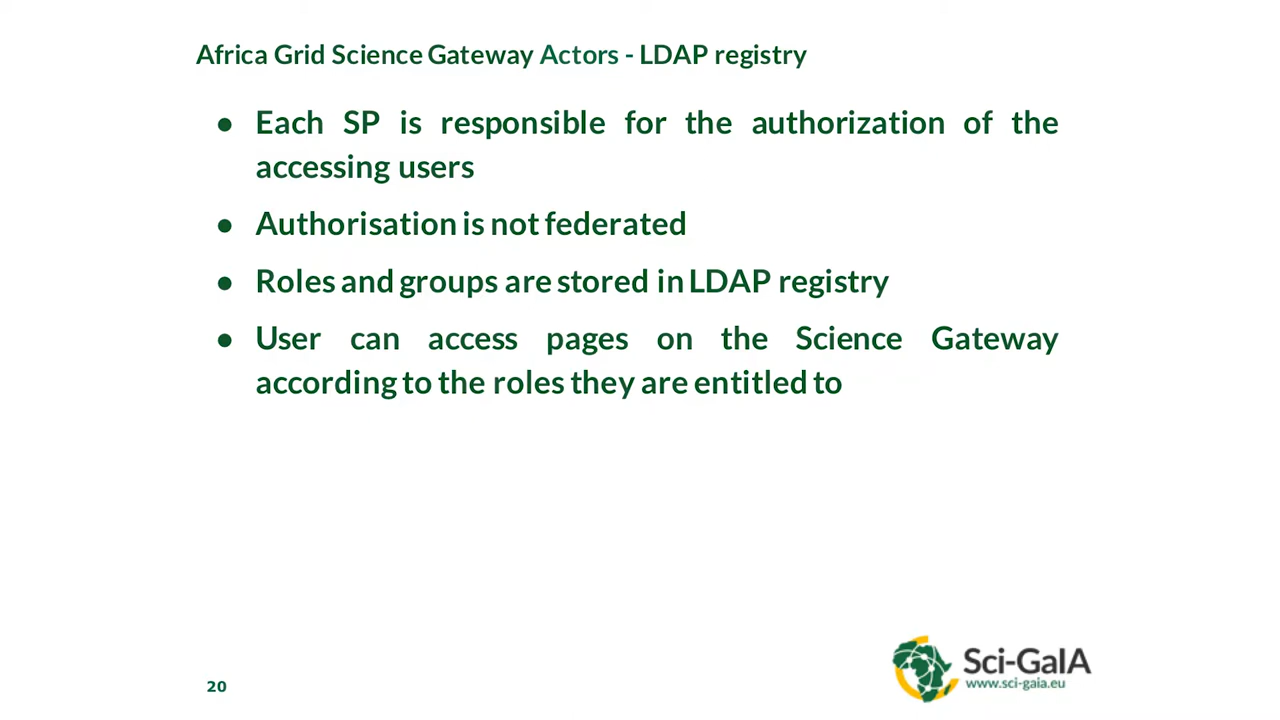 Africa Grid Science Gateway Actors - LDAP registry
● Each SP is responsible for the authorization of the
accessing users
● Authorisation is not federated
● Roles and groups are stored in LDAP registry
● User can access pages on the Science Gateway
according to the roles they are entitled to
Sci-GaIA
www.sci-gaia.eu
20